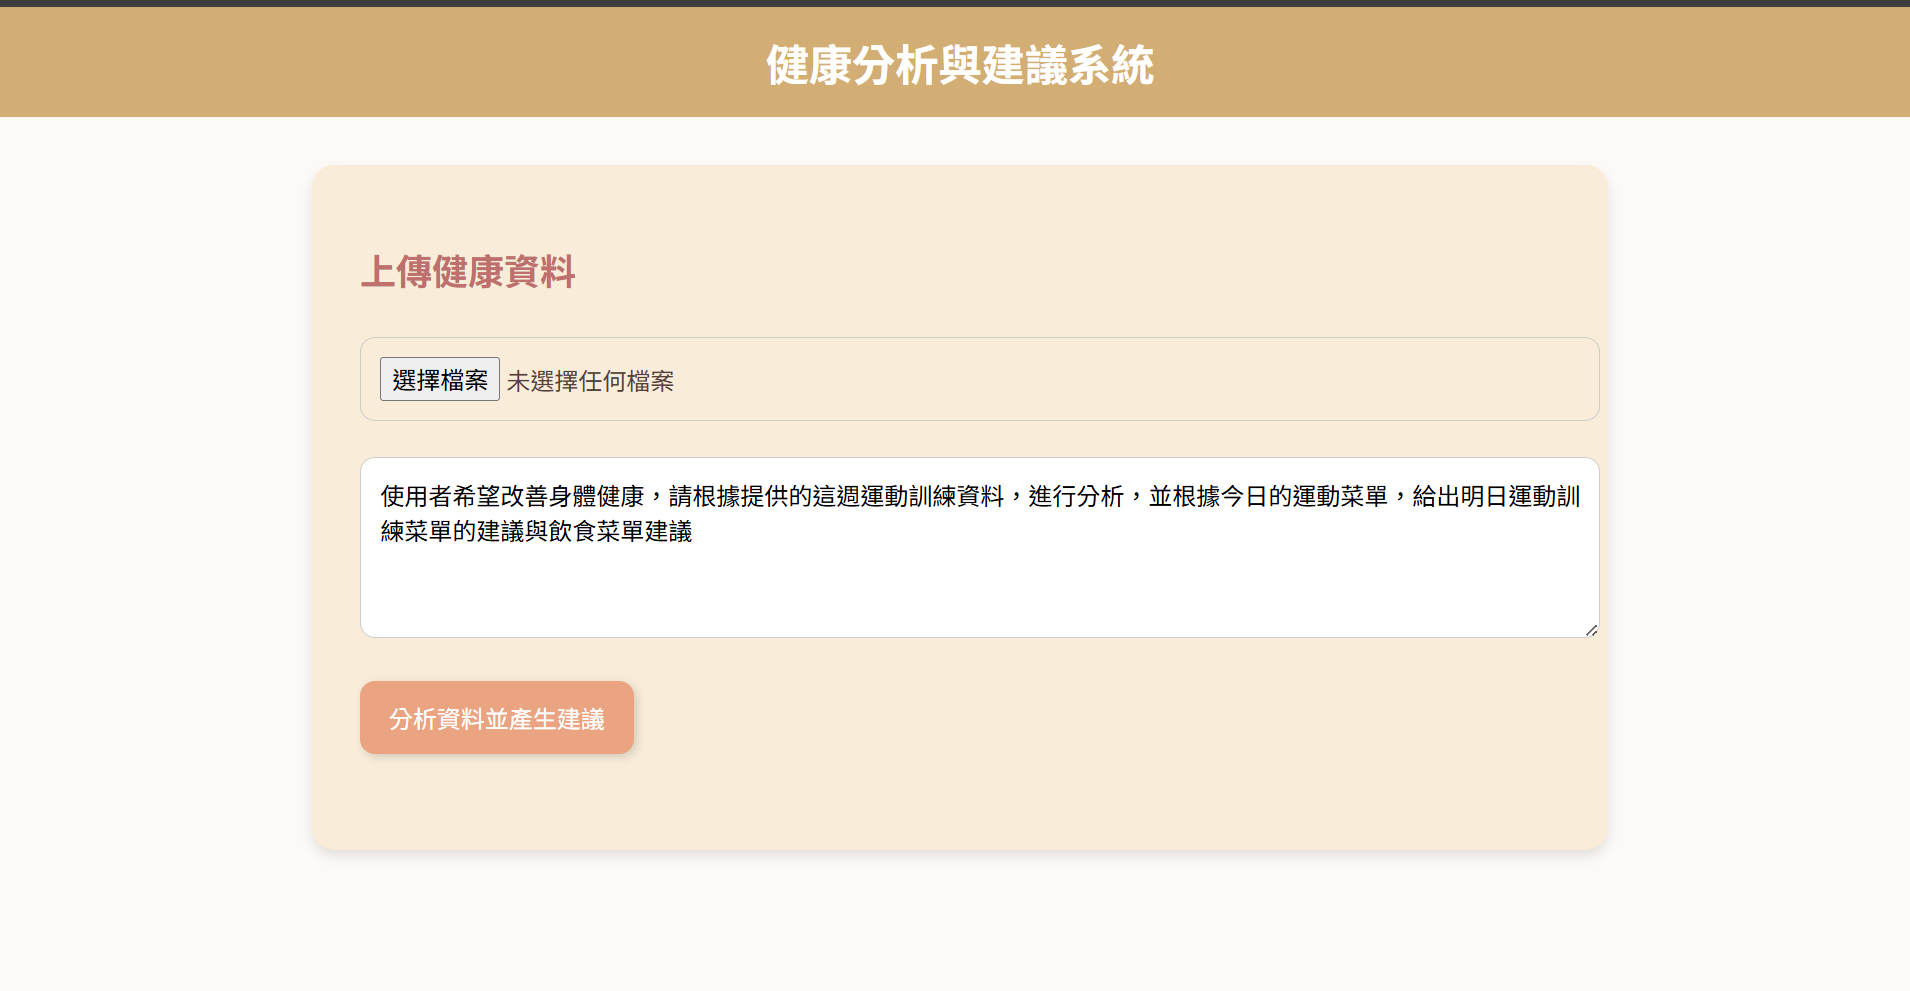 健康分析與建議系統
上傳健康資料
選擇檔案 未選擇任何檔案
使用者希望改善身體健康，請根據提供的這週運動訓練資料，進行分析，並根據今日的運動菜單，給出明日運動訓
練菜單的建議與飲食菜單建議
分析資料並產生建議